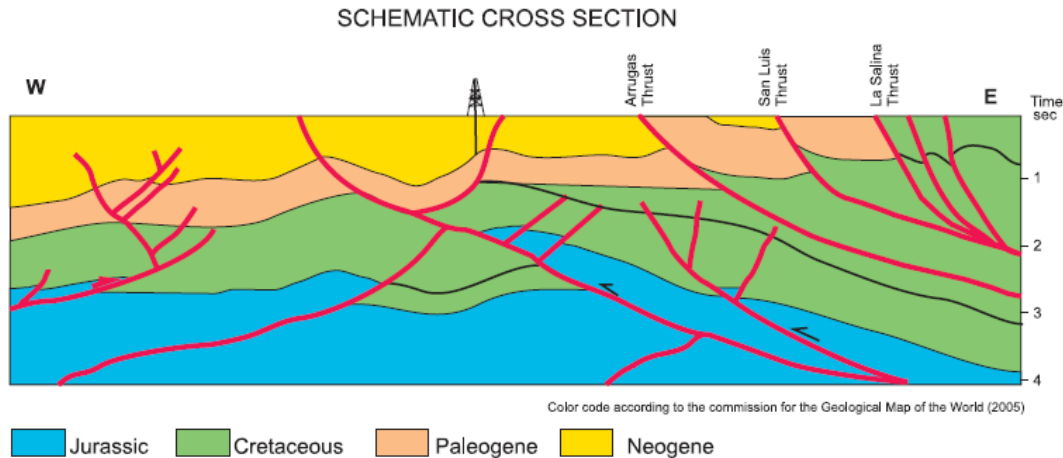 SCHEMATIC CROSS SECTION
W
Arrugas
Thrust
San Luis
Thrust
La Salina
Thrust
E
Time
sec
1
2
3
4
Color code according to the commission for the Geological Map of the World (2005)
Jurassic
Cretaceous
Paleogene
Neogene